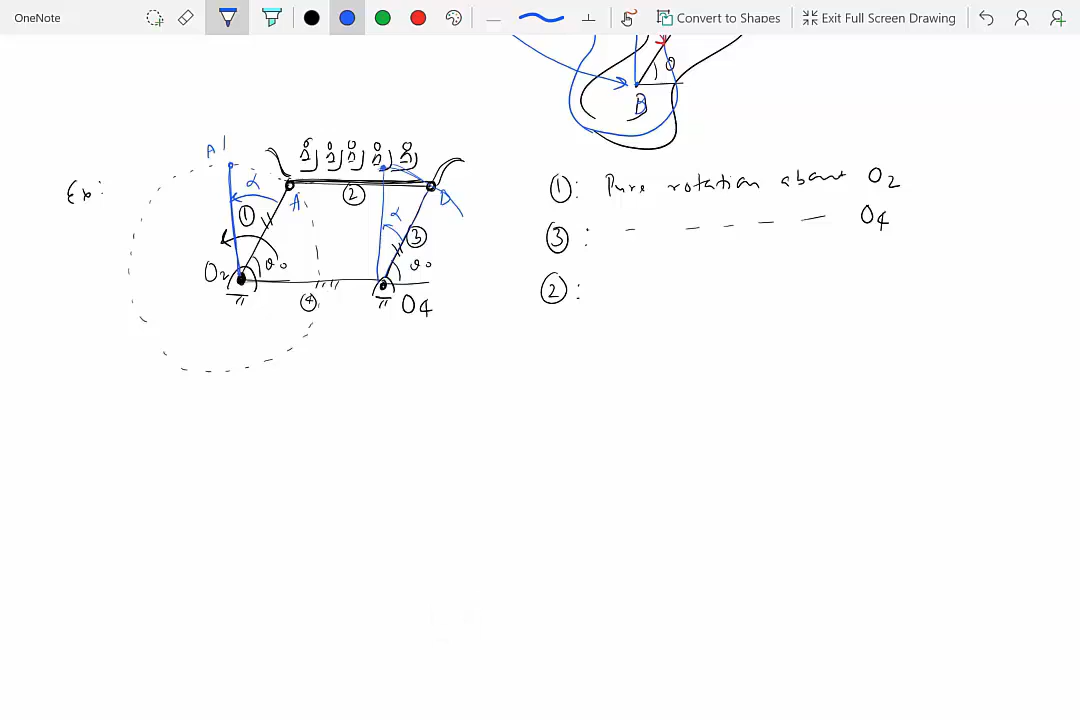 OneNote
Convert to Shapes
Exit Full Screen Drawing
θ
B
A'
α
Ex:
①
A
②
D
α
③
O2
θ0
θ0
④
O4
①: Pure rotation about O2
③: - - - - - O4
②: